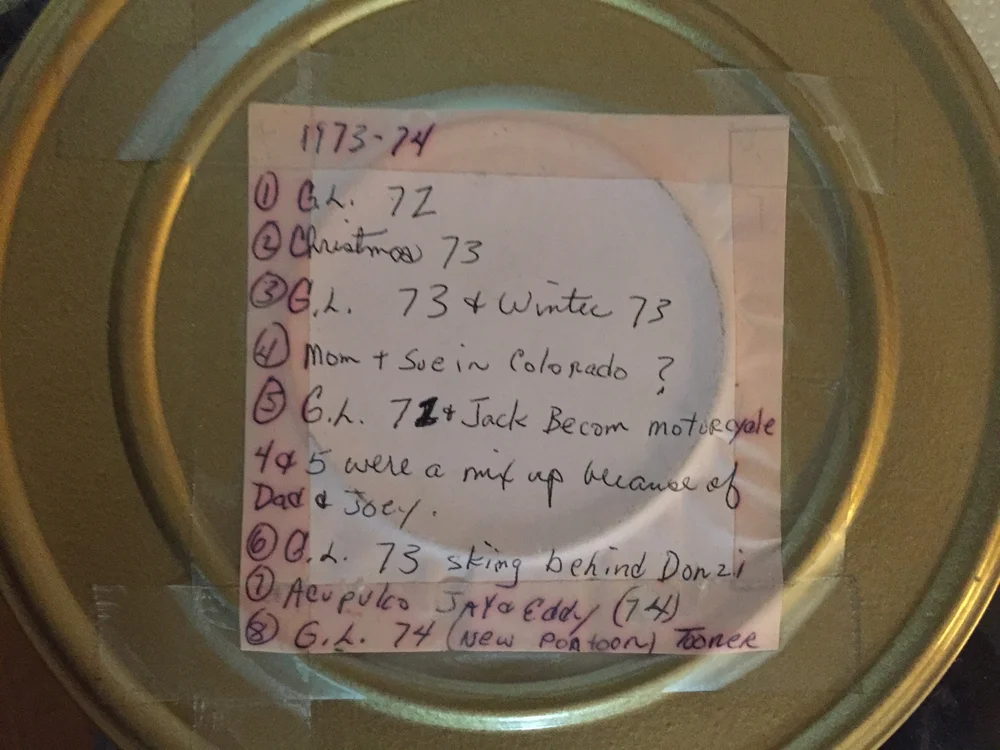 1973-74
① G.L. 72
② Christmas 73
③ G.L. 73 & Winter 73
④ Mom + Sue in Colorado ?
⑤ G.L. 72 & Jack Becom motorcycle
4 & 5 were a mix up because of
Dad & Joey.
⑥ G.L. 73 skiing behind Donzi
⑦ Acupulco JAY & Eddy (74)
⑧ G.L. 74 (NEW PONTOON) TOONER